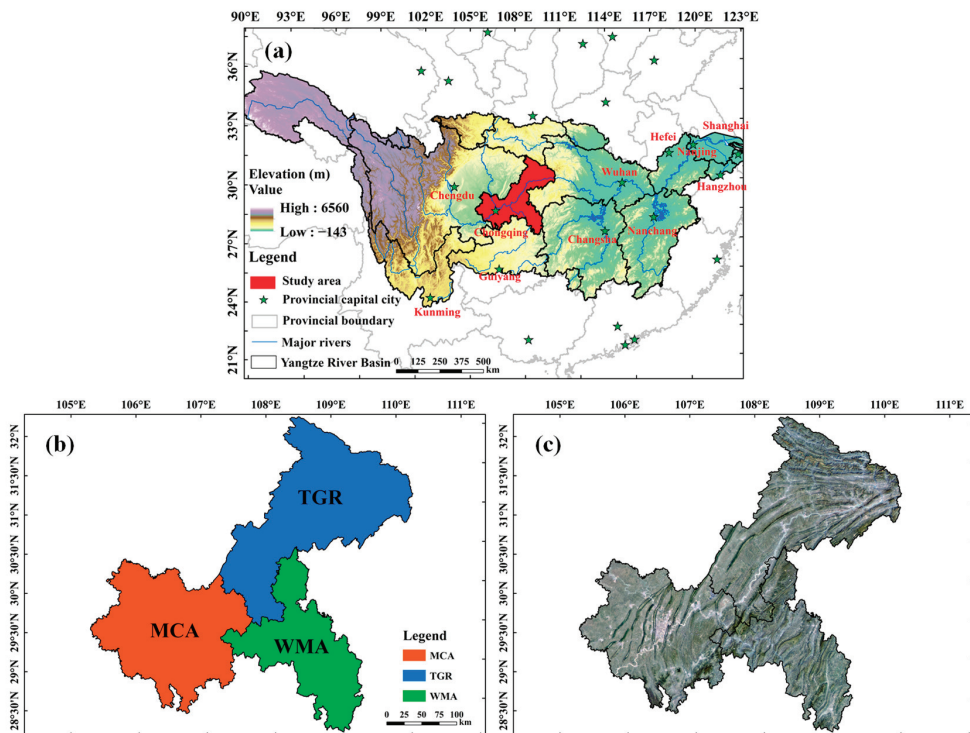 90°E 96°E 99°E 102°E 105°E 108°E 111°E 114°E 117°E 120°E 123°E
(a)
36°N
33°N
30°N
27°N
24°N
21°N
Shanghai
Hefei
Nanjing
Hangzhou
Wuhan
Chengdu
Chongqing
Changsha
Nanchang
Guiyang
Kunming
Elevation (m)
Value
High : 6560
Low : −143
Legend
Study area
Provincial capital city
Provincial boundary
Major rivers
Yangtze River Basin
0 125 250 375 500
km
105°E 106°E 107°E 108°E 109°E 110°E 111°E
(b)
32°N
31°30'N
31°N
30°30'N
30°N
29°30'N
29°N
28°30'N
TGR
MCA
WMA
Legend
MCA
TGR
WMA
0 25 50 75 100
km
105°E 106°E 107°E 108°E 109°E 110°E 111°E
(c)
32°N
31°30'N
31°N
30°30'N
30°N
29°30'N
29°N
28°30'N